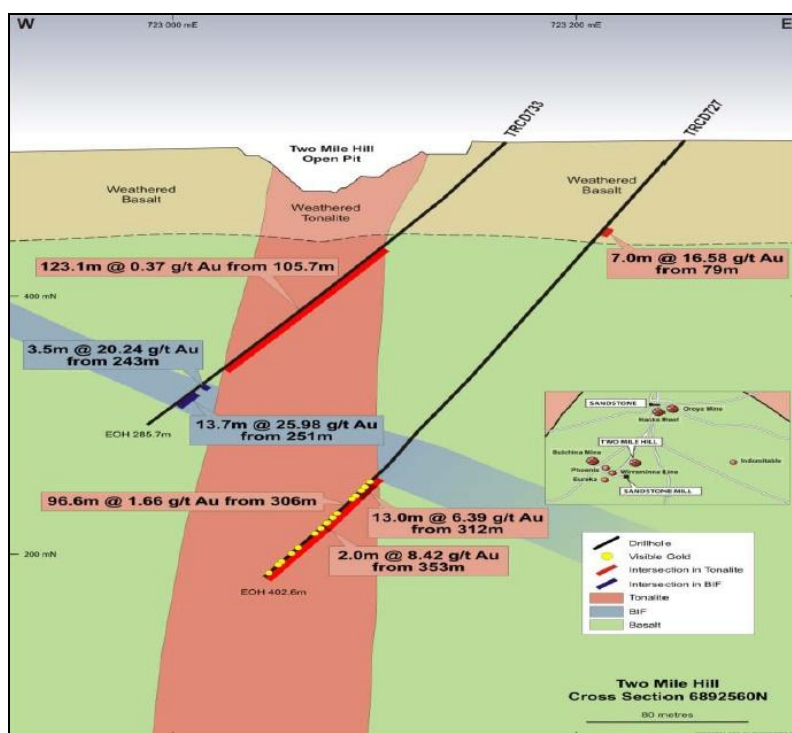 W
723 000 mE
723 200 mE
E
TRCD733
TRCD727
Two Mile Hill
Open Pit
Weathered
Basalt
Weathered
Tonalite
Weathered
Basalt
123.1m @ 0.37 g/t Au from 105.7m
7.0m @ 16.58 g/t Au
from 79m
400 mN
3.5m @ 20.24 g/t Au
from 243m
EOH 285.7m
13.7m @ 25.98 g/t Au
from 251m
SANDSTONE
Oroya Mine
Hacks Reef
TWO MILE HILL
Bulchina Mine
Indomitable
Phoenix
Wirraminna Line
Eureka
SANDSTONE MILL
96.6m @ 1.66 g/t Au from 306m
13.0m @ 6.39 g/t Au
from 312m
2.0m @ 8.42 g/t Au
from 353m
200 mN
EOH 402.6m
Drillhole
Visible Gold
Intersection in Tonalite
Intersection in BIF
Tonalite
BIF
Basalt
Two Mile Hill
Cross Section 6892560N
80 metres